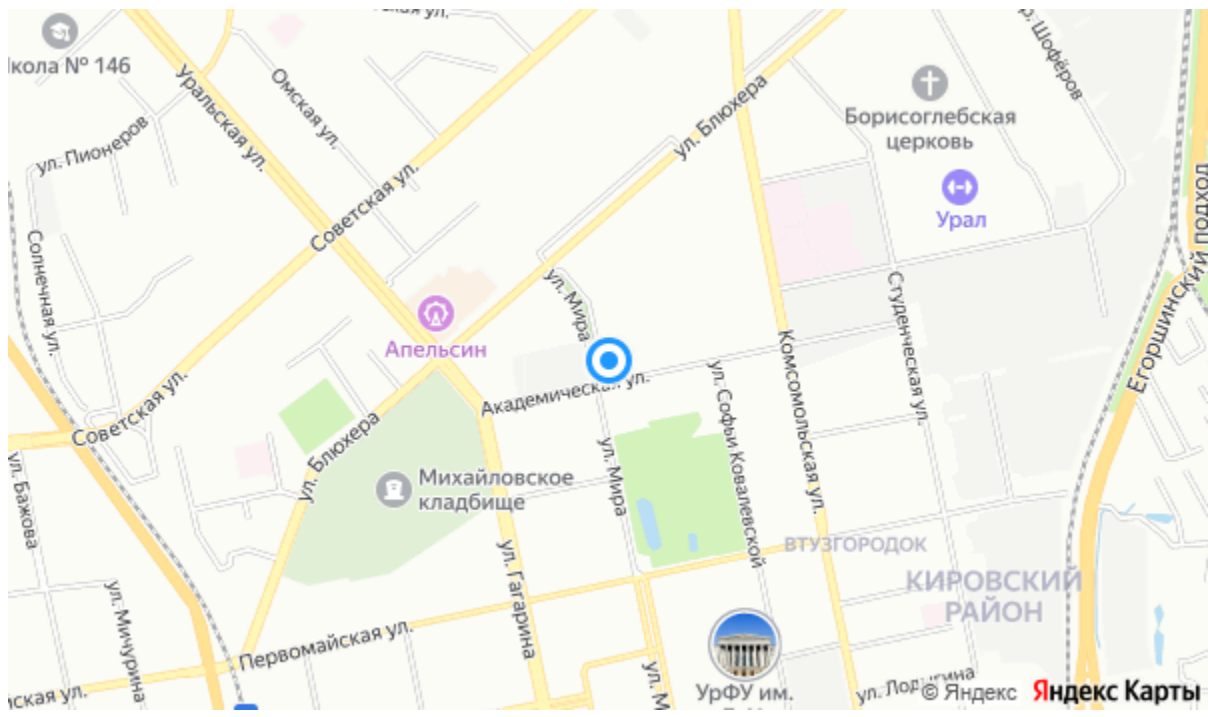 кола № 146
Омская ул.
ул. Блюхера
Шофёров
Уральская ул.
ул. Пионеров
Борисоглебская
церковь
Советская ул.
Урал
подход
Солнечная ул.
ул. Мира
Студенческая ул.
Егоршинский
Апельсин
Комсомольская ул.
Академическая ул.
ул. Софьи Ковалевской
Советская ул.
ул. Блюхера
ул. Мира
Михайловское
кладбище
ул. Бажова
ВТУЗГОРОДОК
ул. Гагарина
КИРОВСКИЙ
РАЙОН
ул. Мичурина
Первомайская ул.
УрФУ им.
ул. М
© Яндекс
Яндекс Карты